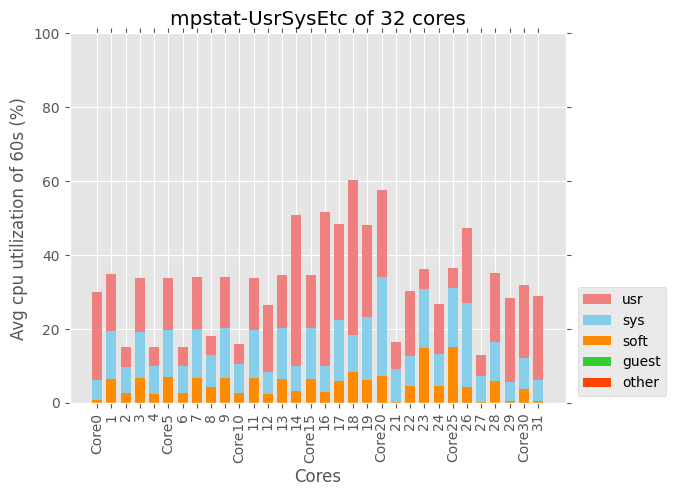 mpstat-UsrSysEtc of 32 cores
Avg cpu utilization of 60s (%)
100
80
60
40
20
0
Core0
1
2
3
4
Core5
6
7
8
9
Core10
11
12
13
14
Core15
16
17
18
19
Core20
21
22
23
24
Core25
26
27
28
29
Core30
31
Cores
usr
sys
soft
guest
other